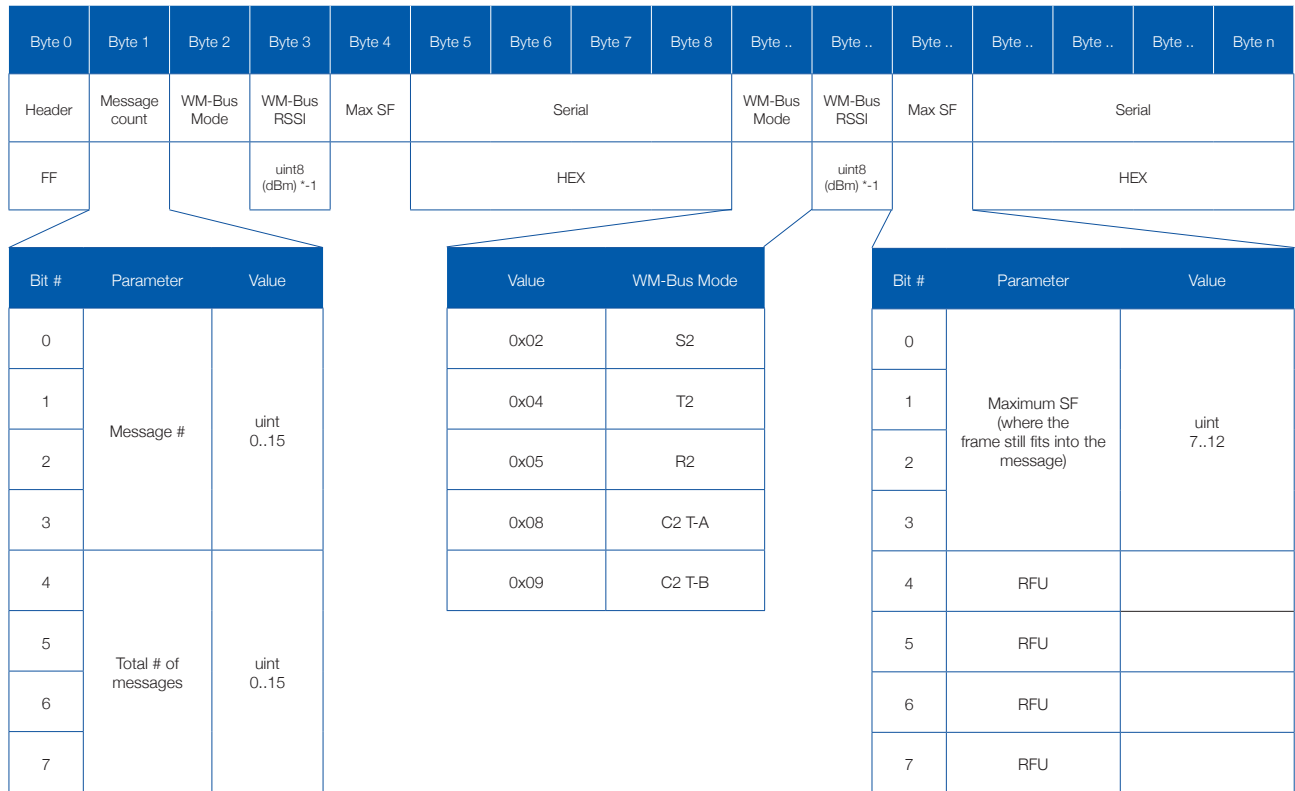 Byte 0 Byte 1 Byte 2 Byte 3 Byte 4 Byte 5 Byte 6 Byte 7 Byte 8 Byte .. Byte .. Byte .. Byte .. Byte .. Byte .. Byte n
Header Message count WM-Bus Mode WM-Bus RSSI Max SF Serial WM-Bus Mode WM-Bus RSSI Max SF Serial
FF uint8 (dBm) *-1 HEX uint8 (dBm) *-1 HEX
Bit # Parameter Value
0
1
2
3
Message #
uint
0..15
4
5
6
7
Total # of
messages
uint
0..15
Value WM-Bus Mode
0x02 S2
0x04 T2
0x05 R2
0x08 C2 T-A
0x09 C2 T-B
Bit # Parameter Value
0
1
2
3
Maximum SF
(where the
frame still fits into the
message)
uint
7..12
4 RFU
5 RFU
6 RFU
7 RFU